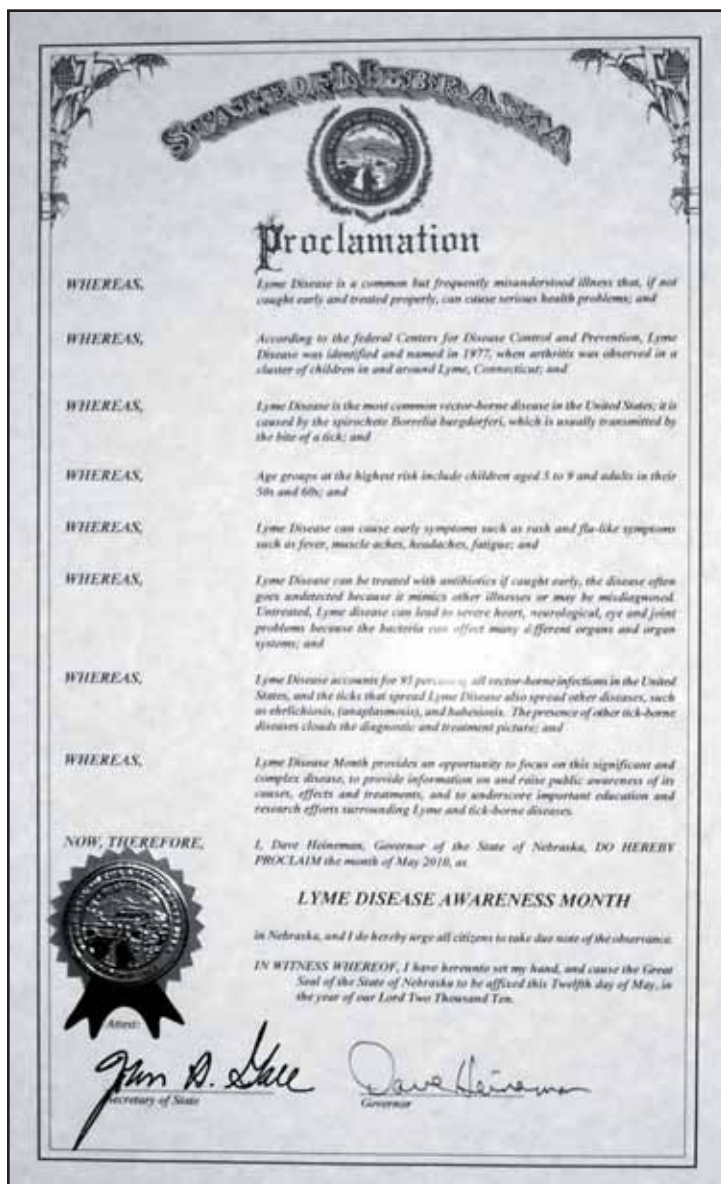 STATE OF NEBRASKA
Proclamation
WHEREAS, Lyme Disease is a common but frequently misunderstood illness that, if not
caught early and treated properly, can cause serious health problems; and
WHEREAS, According to the federal Centers for Disease Control and Prevention, Lyme
Disease was identified and named in 1977, when arthritis was observed in a
cluster of children in and around Lyme, Connecticut; and
WHEREAS, Lyme Disease is the most common vector-borne disease in the United States; it is
caused by the spirochete Borrelia burgdorferi, which is usually transmitted by
the bite of a tick; and
WHEREAS, Age groups at the highest risk include children aged 5 to 9 and adults in their
50s and 60s; and
WHEREAS, Lyme Disease can cause early symptoms such as rash and flu-like symptoms
such as fever, muscle aches, headaches, fatigue; and
WHEREAS, Lyme Disease can be treated with antibiotics if caught early, the disease often
goes undetected because it mimics other illnesses or may be misdiagnosed.
Untreated, Lyme disease can lead to severe heart, neurological, eye and joint
problems because the bacteria can affect many different organs and organ
systems; and
WHEREAS, Lyme Disease accounts for 95 percent of all vector-borne infections in the United
States, and the ticks that spread Lyme Disease also spread other diseases, such
as ehrlichiosis, (anaplasmosis), and babesiosis. The presence of other tick-borne
diseases clouds the diagnostic and treatment picture; and
WHEREAS, Lyme Disease Month provides an opportunity to focus on this significant and
complex disease, to provide information on and raise public awareness of its
causes, effects and treatments, and to underscore important education and
research efforts surrounding Lyme and tick-borne diseases.
NOW, THEREFORE, I, Dave Heineman, Governor of the State of Nebraska, DO HEREBY
PROCLAIM the month of May 2010, as
LYME DISEASE AWARENESS MONTH
in Nebraska, and I do hereby urge all citizens to take due note of the observance.
IN WITNESS WHEREOF, I have hereunto set my hand, and cause the Great
Seal of the State of Nebraska to be affixed this Twelfth day of May, in
the year of our Lord Two Thousand Ten.
Attest:
John A. Gale Dave Heineman
Secretary of State Governor